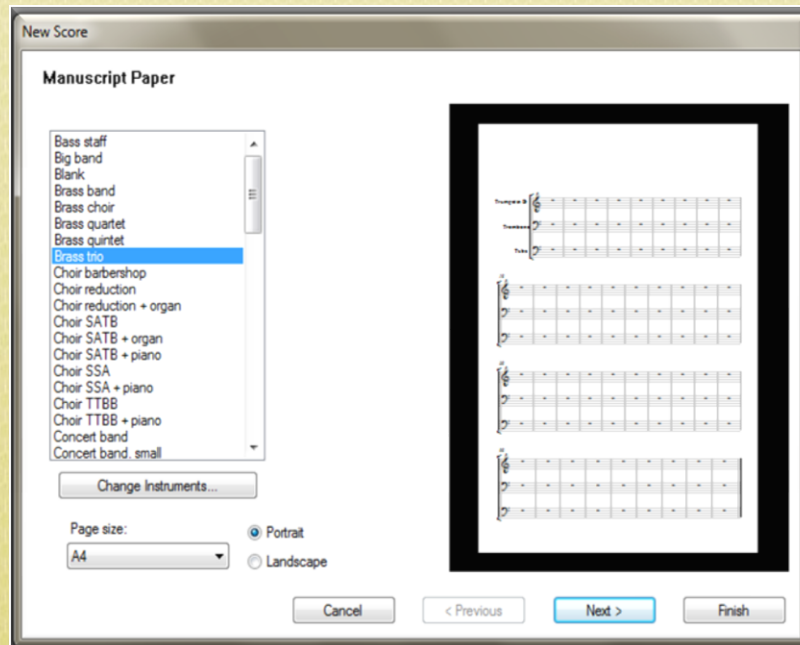 New Score
Manuscript Paper
Bass staff
Big band
Blank
Brass band
Brass choir
Brass quartet
Brass quintet
Brass trio
Choir barbershop
Choir reduction
Choir reduction + organ
Choir SATB
Choir SATB + organ
Choir SATB + piano
Choir SSA
Choir SSA + piano
Choir TTBB
Choir TTBB + piano
Concert band
Concert band, small
Change Instruments...
Page size:
A4
Portrait
Landscape
Trombone
Tuba
Cancel
< Previous
Next >
Finish